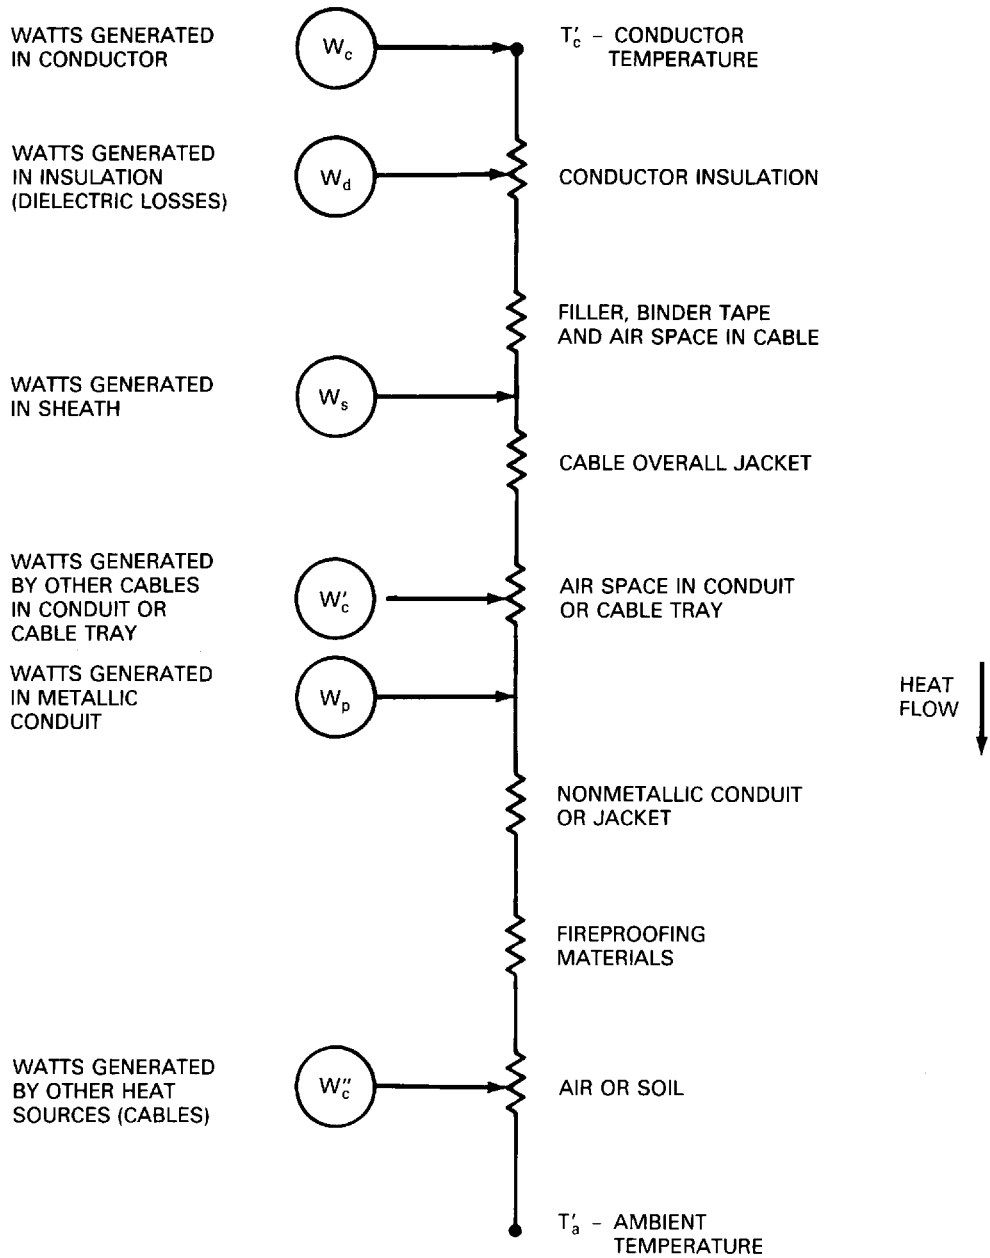 WATTS GENERATED
IN CONDUCTOR
W_c
T'_c – CONDUCTOR
TEMPERATURE
WATTS GENERATED
IN INSULATION
(DIELECTRIC LOSSES)
W_d
CONDUCTOR INSULATION
FILLER, BINDER TAPE
AND AIR SPACE IN CABLE
WATTS GENERATED
IN SHEATH
W_s
CABLE OVERALL JACKET
WATTS GENERATED
BY OTHER CABLES
IN CONDUIT OR
CABLE TRAY
W'_c
AIR SPACE IN CONDUIT
OR CABLE TRAY
WATTS GENERATED
IN METALLIC
CONDUIT
W_p
HEAT
FLOW
NONMETALLIC CONDUIT
OR JACKET
FIREPROOFING
MATERIALS
WATTS GENERATED
BY OTHER HEAT
SOURCES (CABLES)
W''_c
AIR OR SOIL
T'_a – AMBIENT
TEMPERATURE